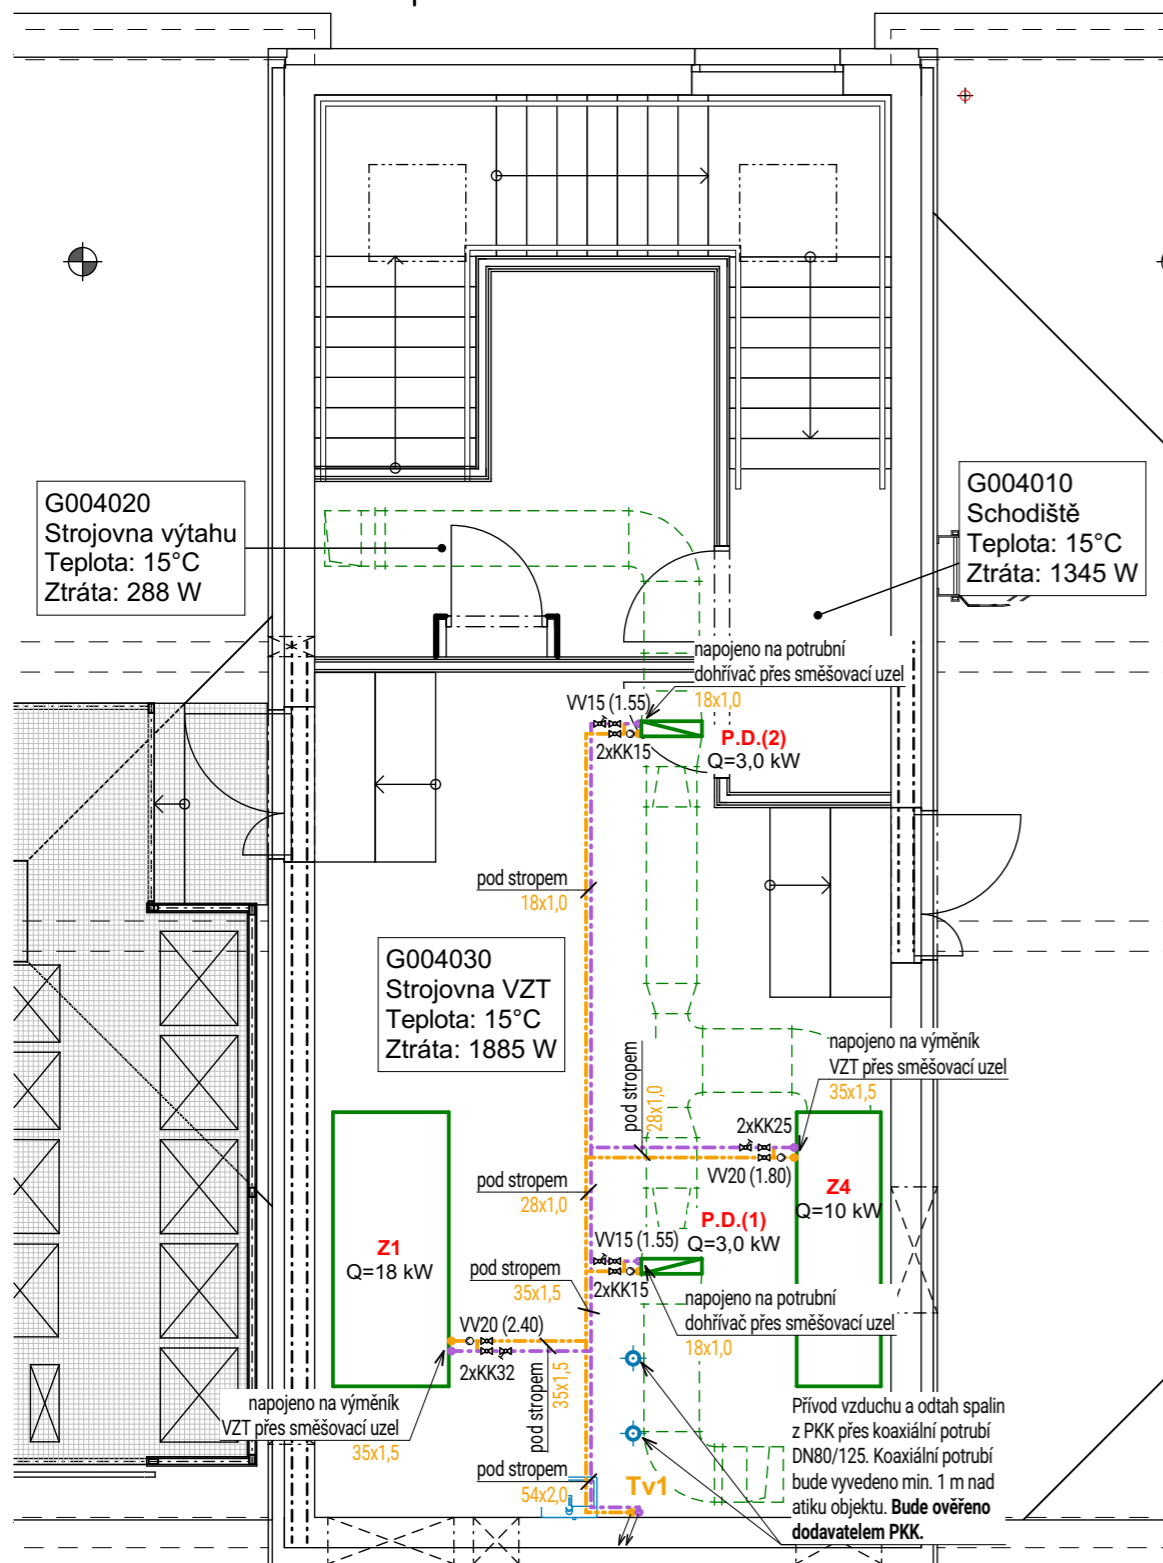 G004020
Strojovna výtahu
Teplota: 15°C
Ztráta: 288 W
G004010
Schodiště
Teplota: 15°C
Ztráta: 1345 W
napojeno na potrubní
dohřívač přes směšovací uzel
18x1,0
VV15 (1.55)
2xKK15
P.D.(2)
Q=3,0 kW
pod stropem
18x1,0
G004030
Strojovna VZT
Teplota: 15°C
Ztráta: 1885 W
pod stropem
28x1,0
napojeno na výměník
VZT přes směšovací uzel
35x1,5
2xKK25
VV20 (1.80)
Z4
Q=10 kW
pod stropem
28x1,0
P.D.(1)
Q=3,0 kW
VV15 (1.55)
2xKK15
Z1
Q=18 kW
pod stropem
35x1,5
napojeno na potrubní
dohřívač přes směšovací uzel
18x1,0
VV20 (2.40)
2xKK32
pod stropem
35x1,5
napojeno na výměník
VZT přes směšovací uzel
35x1,5
pod stropem
54x2,0
Tv1
Přívod vzduchu a odtah spalin
z PKK přes koaxiální potrubí
DN80/125. Koaxiální potrubí
bude vyvedeno min. 1 m nad
atiku objektu. Bude ověřeno
dodavatelem PKK.